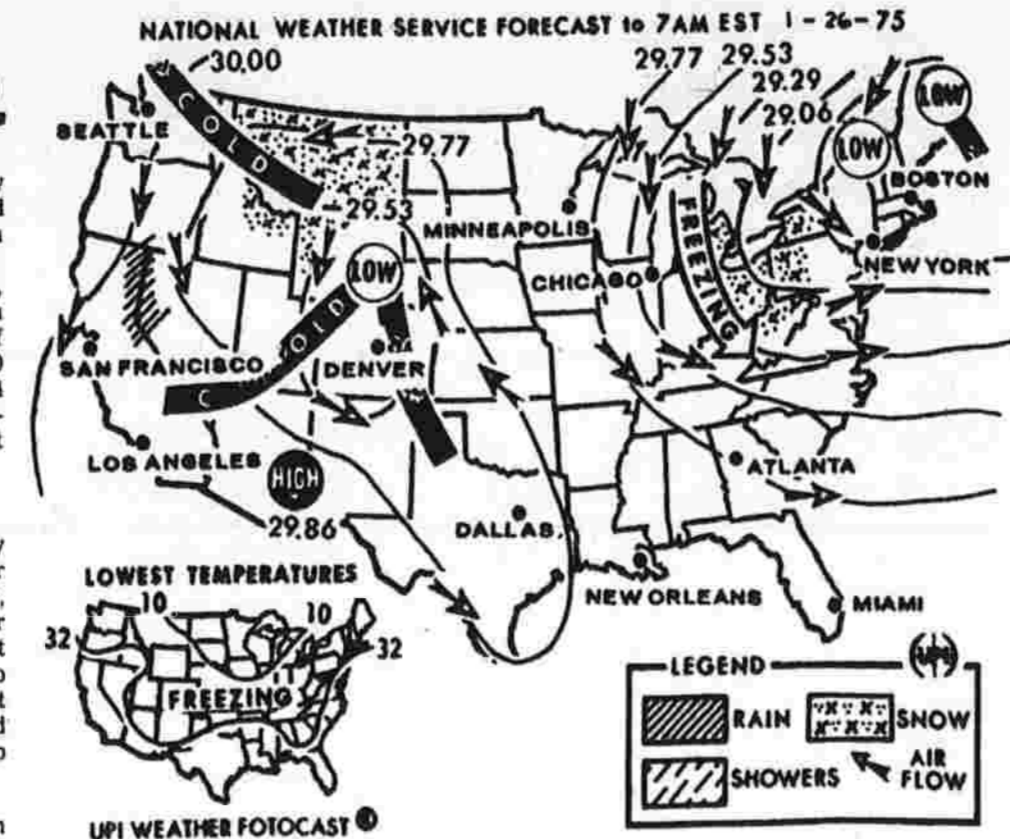 NATIONAL WEATHER SERVICE FORECAST to 7AM EST 1-26-75
30.00
29.77 29.53
29.29
29.06
COLD
SEATTLE
29.77
LOW
LOW
BOSTON
29.53
MINNEAPOLIS
FREEZING
LOW
CHICAGO
NEW YORK
COLD
SAN FRANCISCO
DENVER
LOS ANGELES
HIGH
29.86
ATLANTA
DALLAS
NEW ORLEANS
MIAMI
LOWEST TEMPERATURES
10
10
32
32
FREEZING
UPI WEATHER FOTOCAST
LEGEND
UPI
RAIN
SNOW
SHOWERS
AIR
FLOW